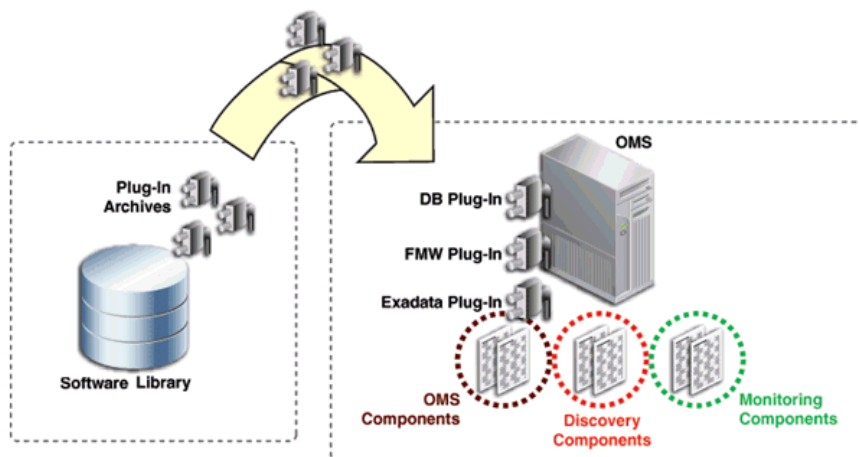 Plug-In
Archives
Software Library
OMS
DB Plug-In
FMW Plug-In
Exadata Plug-In
OMS
Components
Discovery
Components
Monitoring
Components